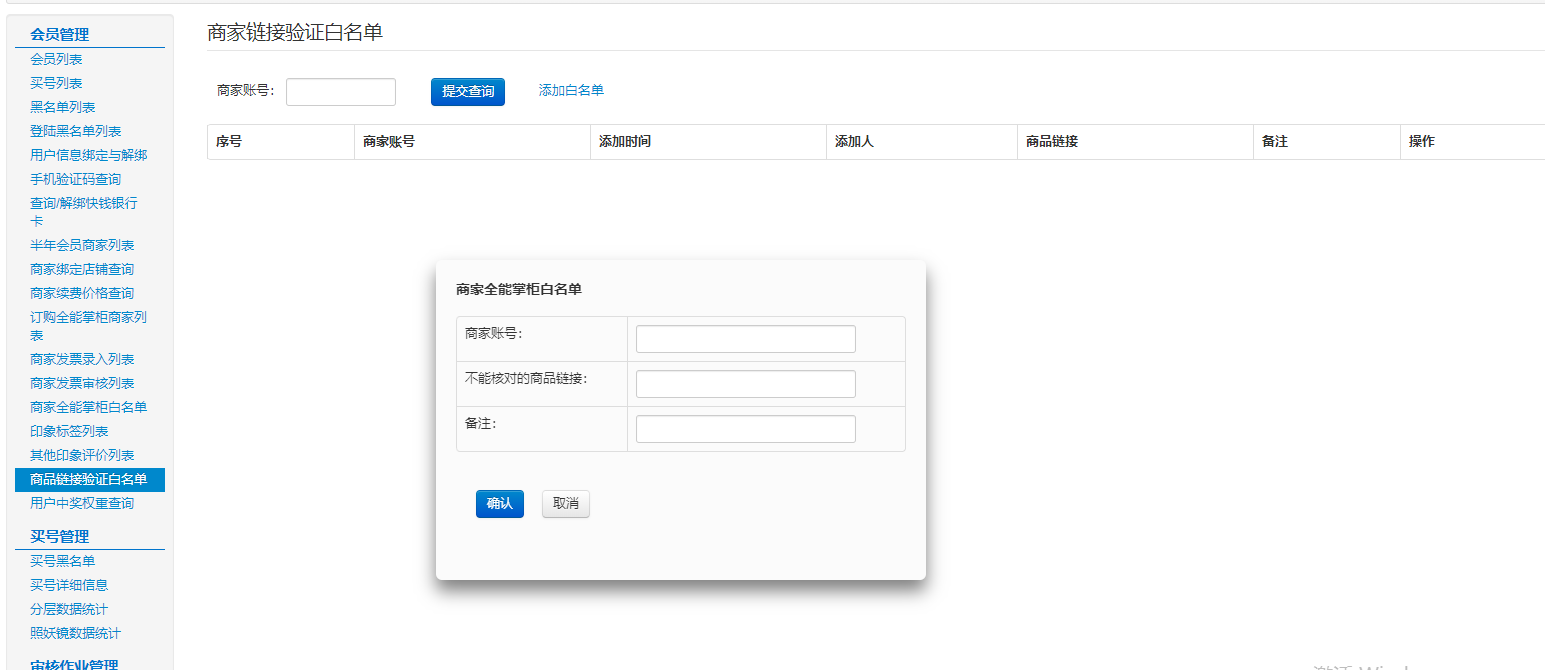 会员管理
会员列表
买号列表
黑名单列表
登陆黑名单列表
用户信息绑定与解绑
手机验证码查询
查询/解绑快钱银行
卡
半年会员商家列表
商家绑定店铺查询
商家续费价格查询
订购全能掌柜商家列
表
商家发票录入列表
商家发票审核列表
商家全能掌柜白名单
印象标签列表
其他印象评价列表
商品链接验证白名单
用户中奖权重查询
买号管理
买号黑名单
买号详细信息
分层数据统计
照妖镜数据统计
审核作业管理
商家链接验证白名单
商家账号： 提交查询 添加白名单
序号 商家账号 添加时间 添加人 商品链接 备注 操作
商家全能掌柜白名单
商家账号：
不能核对的商品链接：
备注：
确认 取消